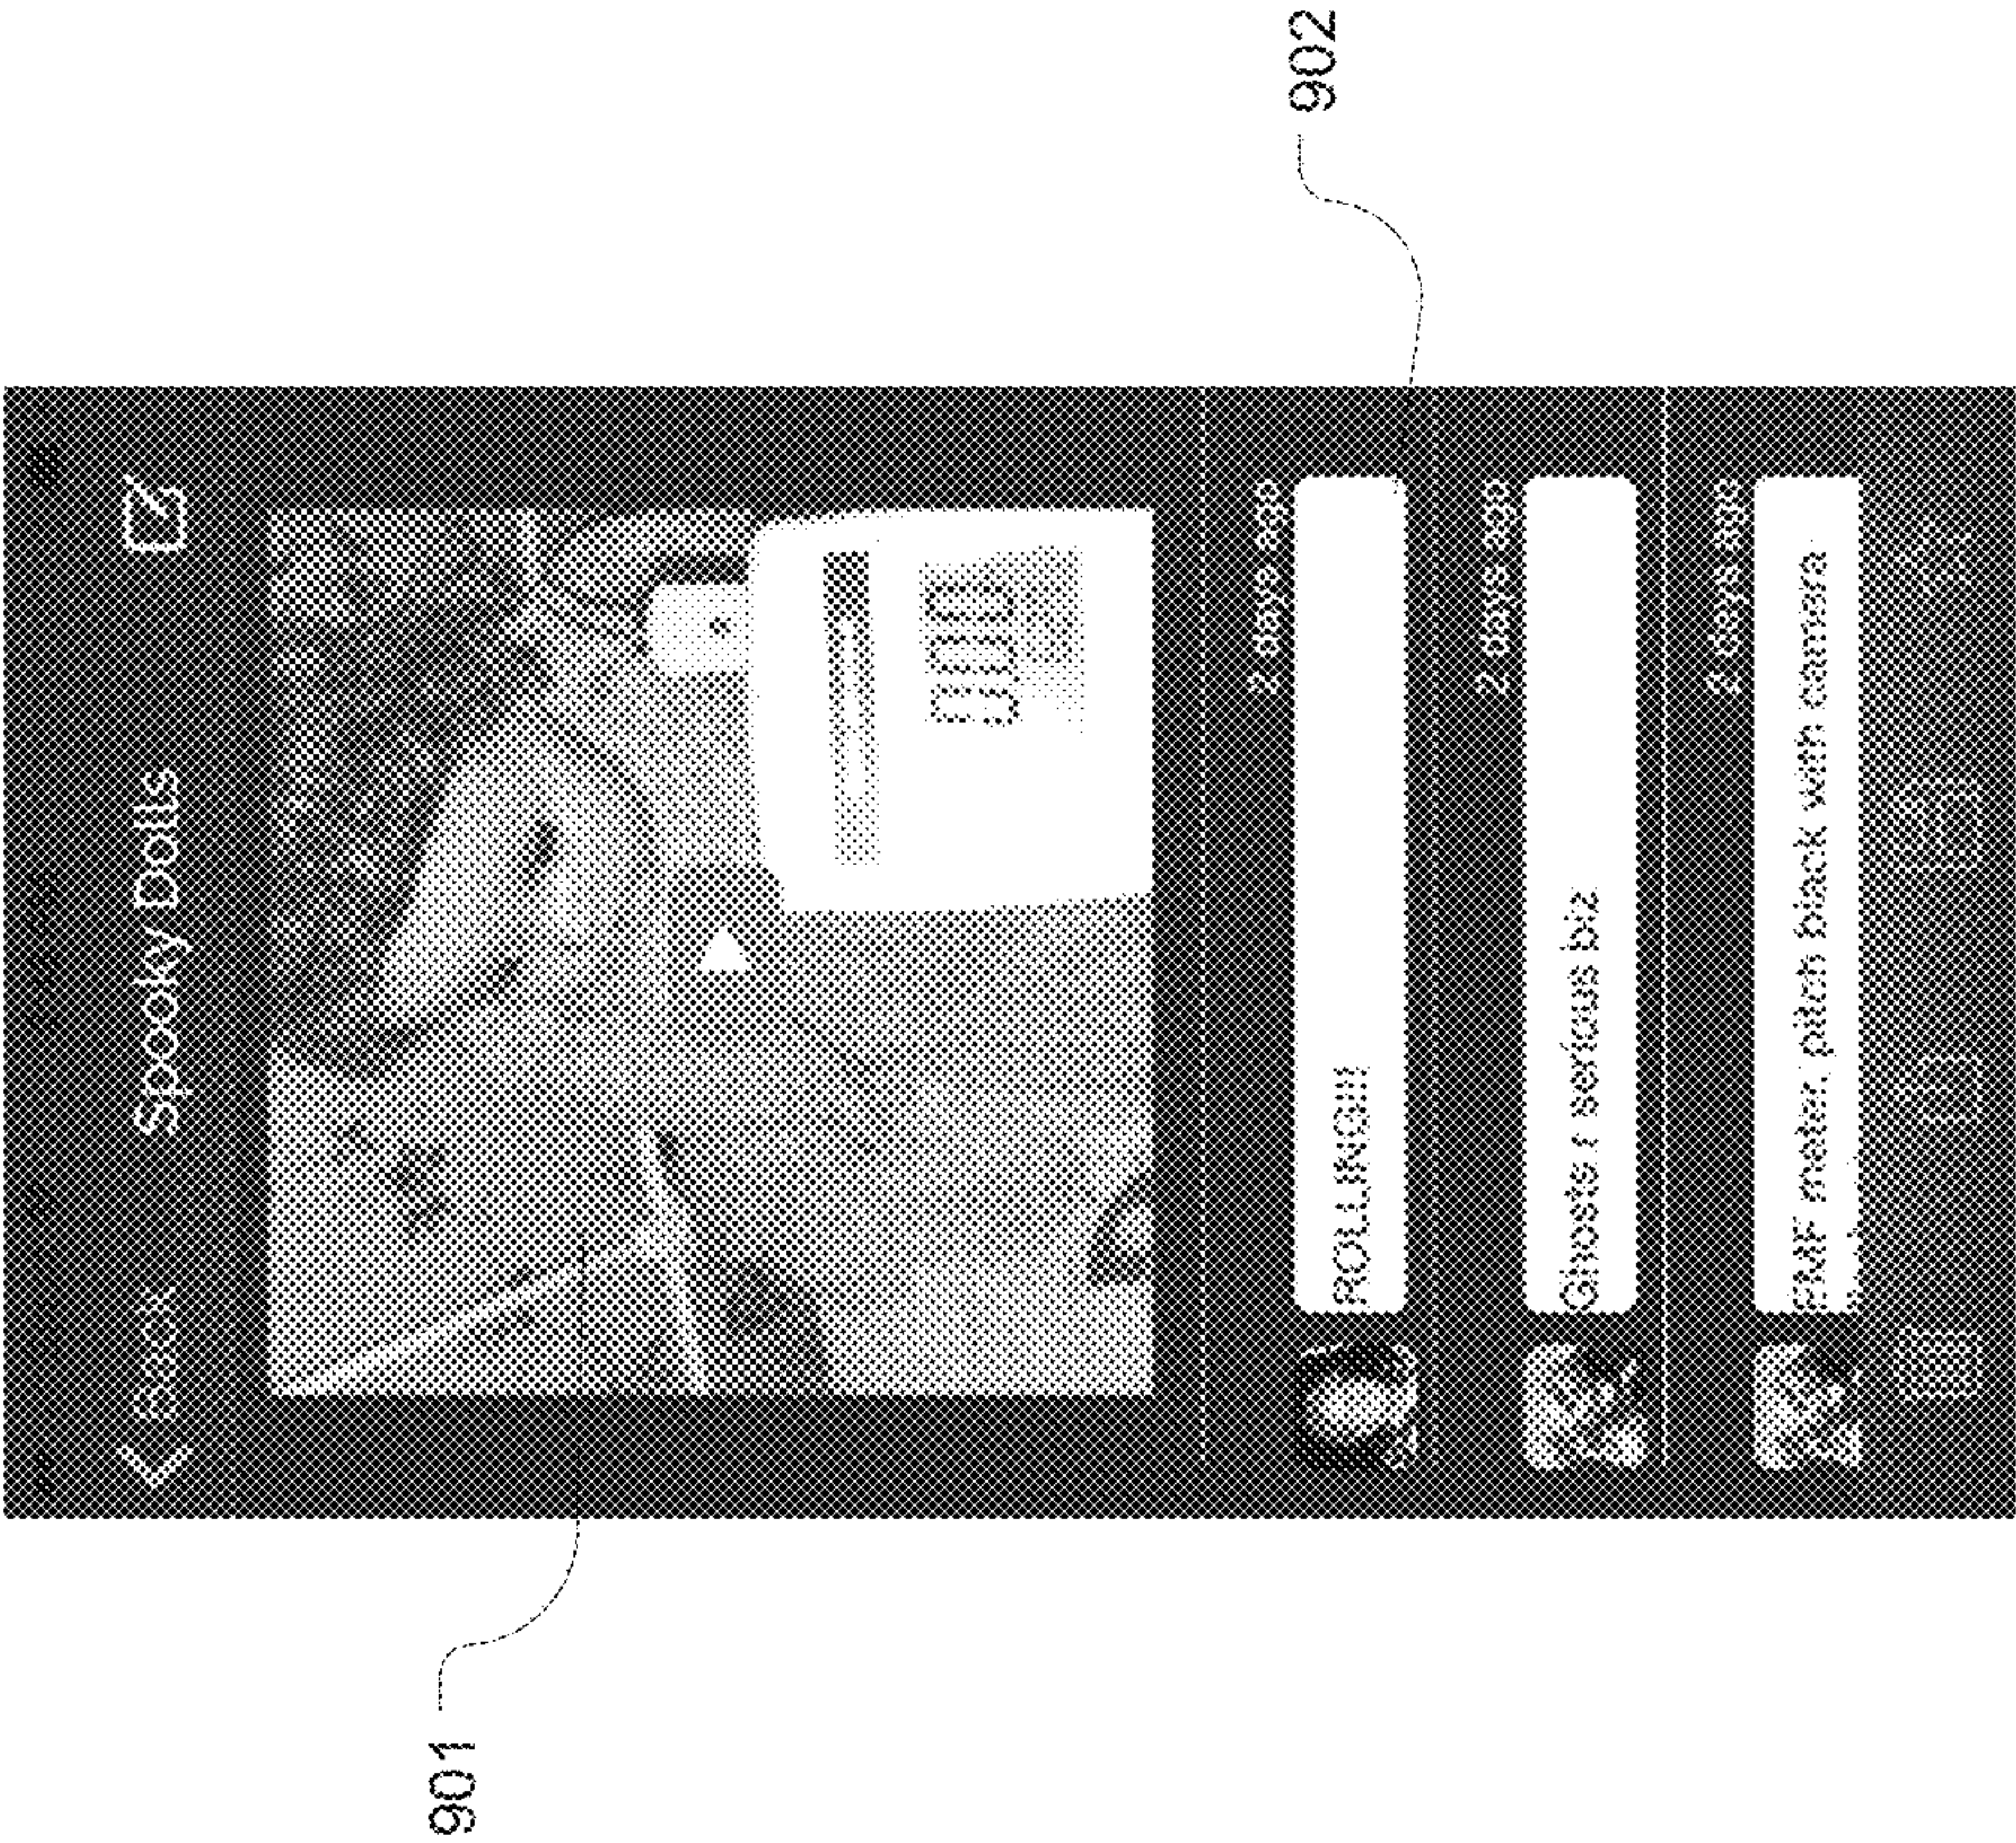 Back Spooky Dolls
901
2 days ago
ROLLING!!!
902
2 days ago
Ghosts r serious biz
2 days ago
EMF meter, pitch black with camera